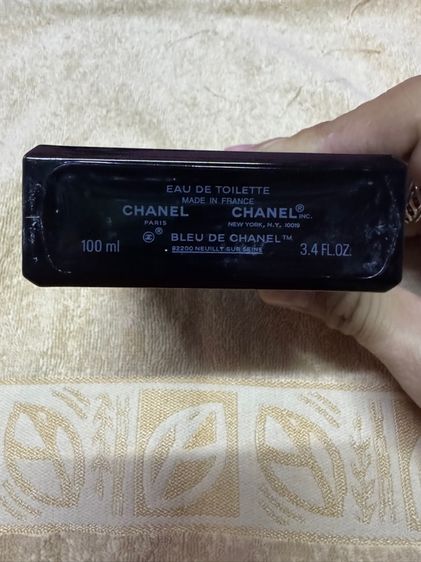 EAU DE TOILETTE
MADE IN FRANCE
CHANEL CHANEL® INC.
PARIS NEW YORK, N.Y. 10019
BLEU DE CHANEL™
100 ml 3.4 FL.OZ.
92200 NEUILLY SUR SEINE